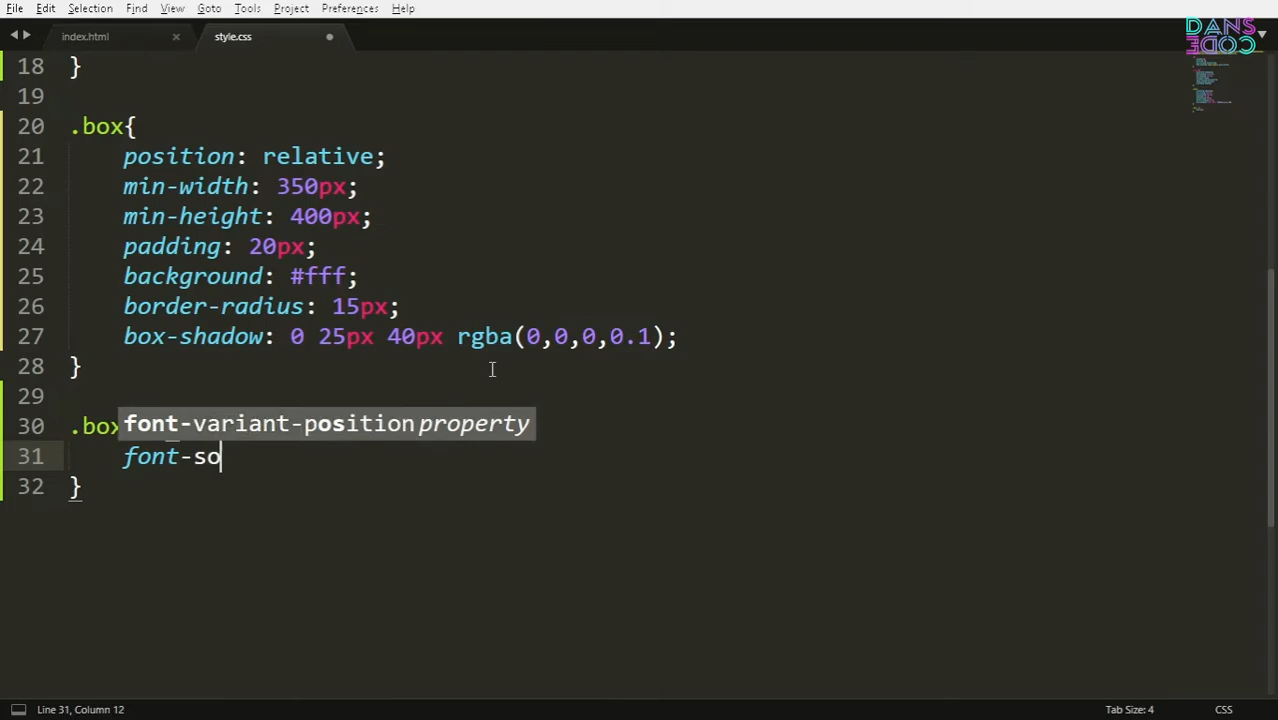 File Edit Selection Find View Goto Tools Project Preferences Help
index.html × style.css
DANS
CODE
18 }
19
20 .box{
21 position: relative;
22 min-width: 350px;
23 min-height: 400px;
24 padding: 20px;
25 background: #fff;
26 border-radius: 15px;
27 box-shadow: 0 25px 40px rgba(0,0,0,0.1);
28 }
29
30 .box
font-variant-position property
31 font-so
32 }
Line 31, Column 12 Tab Size: 4 CSS